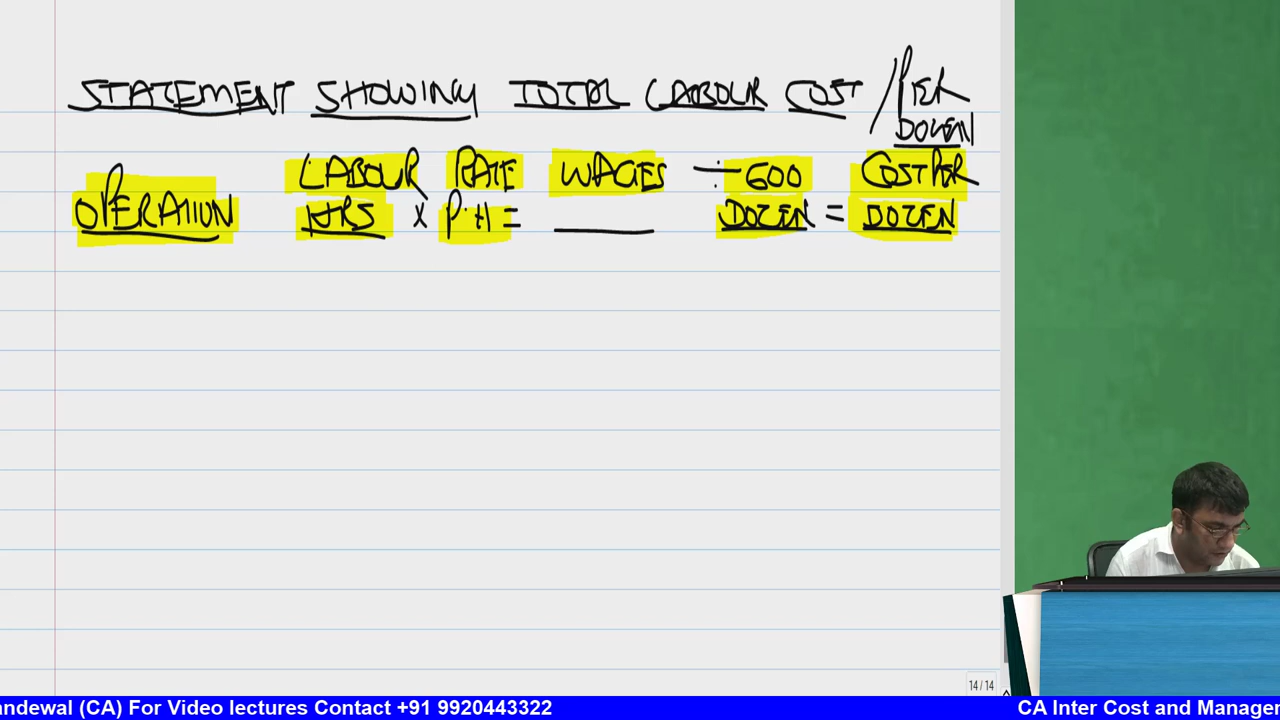 STATEMENT SHOWING TOTAL LABOUR COST / PER
DOZEN
OPERATION LABOUR RATE WAGES ÷ 600 COST PER
HRS x P.H = DOZEN = DOZEN
14 / 14
andewal (CA) For Video lectures Contact +91 9920443322
CA Inter Cost and Manager